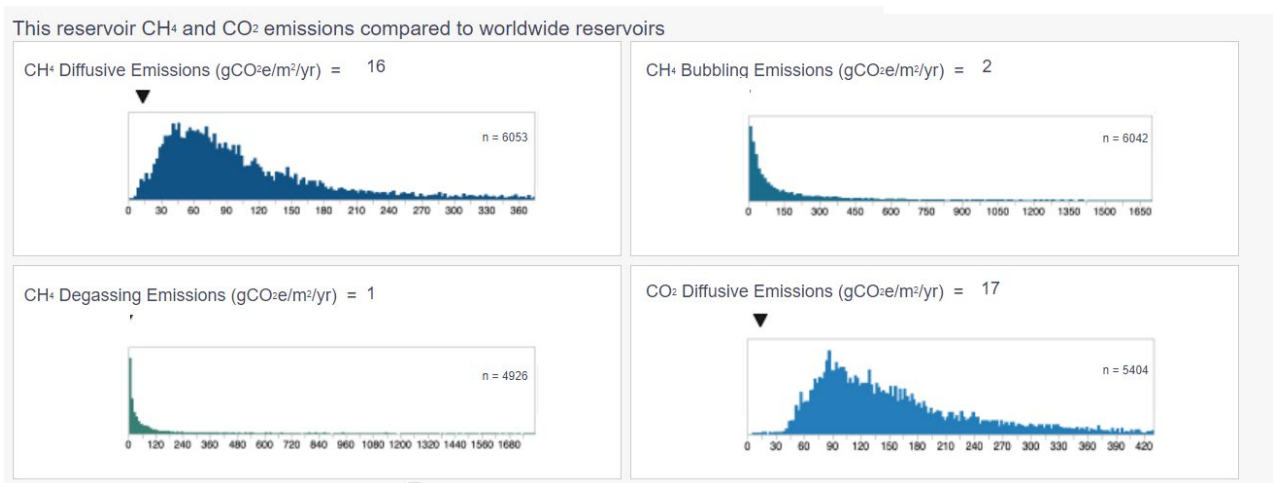 This reservoir CH₄ and CO₂ emissions compared to worldwide reservoirs
CH₄ Diffusive Emissions (gCO₂e/m²/yr) = 16
n = 6053
0 30 60 90 120 150 180 210 240 270 300 330 360
CH₄ Bubbling Emissions (gCO₂e/m²/yr) = 2
n = 6042
0 150 300 450 600 750 900 1050 1200 1350 1500 1650
CH₄ Degassing Emissions (gCO₂e/m²/yr) = 1
n = 4926
0 120 240 360 480 600 720 840 960 1080 1200 1320 1440 1560 1680
CO₂ Diffusive Emissions (gCO₂e/m²/yr) = 17
n = 5404
0 30 60 90 120 150 180 210 240 270 300 330 360 390 420